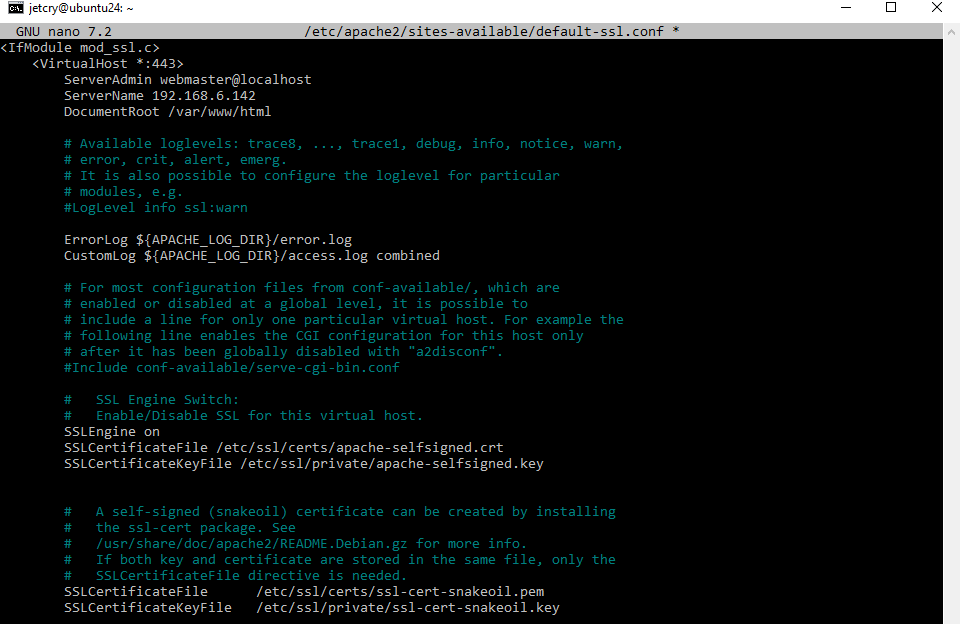 jetcry@ubuntu24: ~
GNU nano 7.2 /etc/apache2/sites-available/default-ssl.conf *
<IfModule mod_ssl.c>
<VirtualHost *:443>
ServerAdmin webmaster@localhost
ServerName 192.168.6.142
DocumentRoot /var/www/html
# Available loglevels: trace8, ..., trace1, debug, info, notice, warn,
# error, crit, alert, emerg.
# It is also possible to configure the loglevel for particular
# modules, e.g.
#LogLevel info ssl:warn
ErrorLog ${APACHE_LOG_DIR}/error.log
CustomLog ${APACHE_LOG_DIR}/access.log combined
# For most configuration files from conf-available/, which are
# enabled or disabled at a global level, it is possible to
# include a line for only one particular virtual host. For example the
# following line enables the CGI configuration for this host only
# after it has been globally disabled with "a2disconf".
#Include conf-available/serve-cgi-bin.conf
#   SSL Engine Switch:
#   Enable/Disable SSL for this virtual host.
SSLEngine on
SSLCertificateFile /etc/ssl/certs/apache-selfsigned.crt
SSLCertificateKeyFile /etc/ssl/private/apache-selfsigned.key
#   A self-signed (snakeoil) certificate can be created by installing
#   the ssl-cert package. See
#   /usr/share/doc/apache2/README.Debian.gz for more info.
#   If both key and certificate are stored in the same file, only the
#   SSLCertificateFile directive is needed.
SSLCertificateFile      /etc/ssl/certs/ssl-cert-snakeoil.pem
SSLCertificateKeyFile   /etc/ssl/private/ssl-cert-snakeoil.key